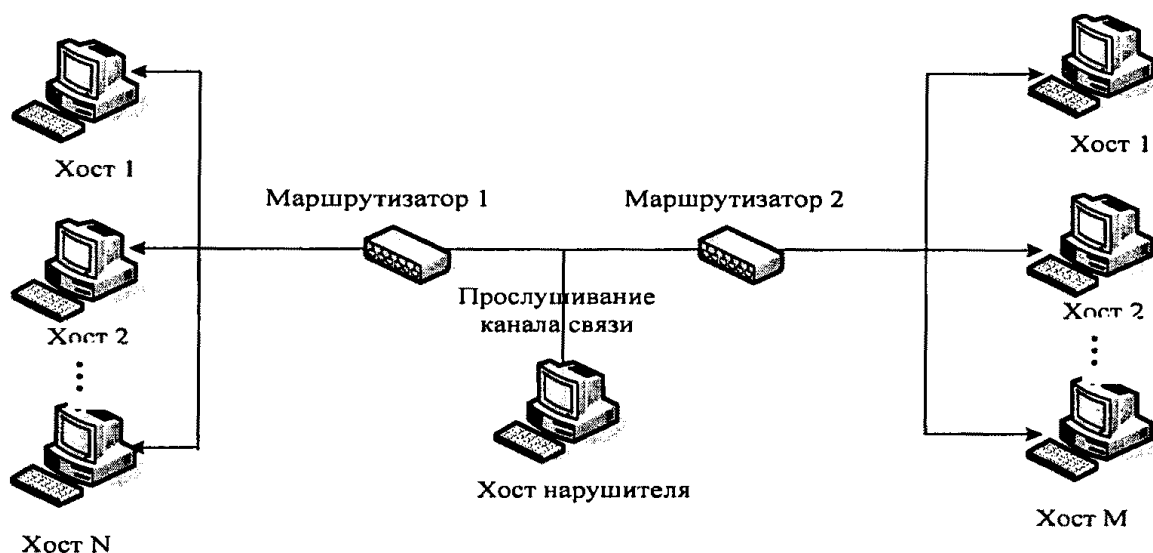 Хост 1
Хост 1
Маршрутизатор 1
Маршрутизатор 2
Хост 2
Хост 2
Прослушивание
канала связи
Хост нарушителя
Хост N
Хост M